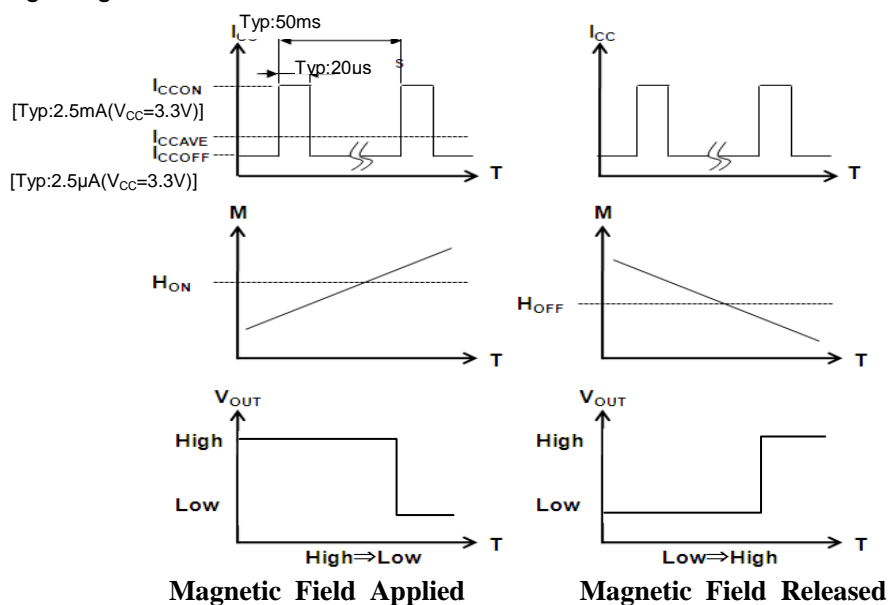 Typ:50ms
I
Typ:20us
s
ICCON
[Typ:2.5mA(VCC=3.3V)]
ICCAVE
ICCOFF
[Typ:2.5µA(VCC=3.3V)]
T
ICC
T
M
HON
T
M
HOFF
T
VOUT
High
Low
T
High⇒Low
VOUT
High
Low
T
Low⇒High
Magnetic Field Applied
Magnetic Field Released